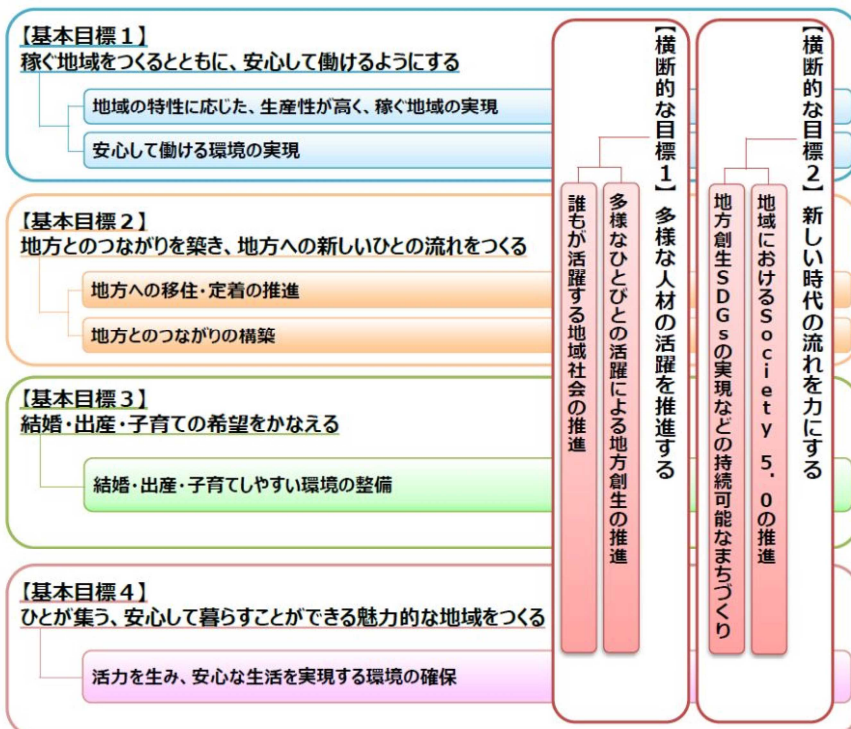 【基本目標1】
稼ぐ地域をつくるとともに、安心して働けるようにする
地域の特性に応じた、生産性が高く、稼ぐ地域の実現
安心して働ける環境の実現
【基本目標2】
地方とのつながりを築き、地方への新しいひとの流れをつくる
地方への移住・定着の推進
地方とのつながりの構築
【基本目標3】
結婚・出産・子育ての希望をかなえる
結婚・出産・子育てしやすい環境の整備
【基本目標4】
ひとが集う、安心して暮らすことができる魅力的な地域をつくる
活力を生み、安心な生活を実現する環境の確保
【横断的な目標1】 多様な人材の活躍を推進する
多様なひとびとの活躍による地方創生の推進
誰もが活躍する地域社会の推進
【横断的な目標2】 新しい時代の流れを力にする
地域におけるSociety 5.0の推進
地方創生SDGsの実現などの持続可能なまちづくり